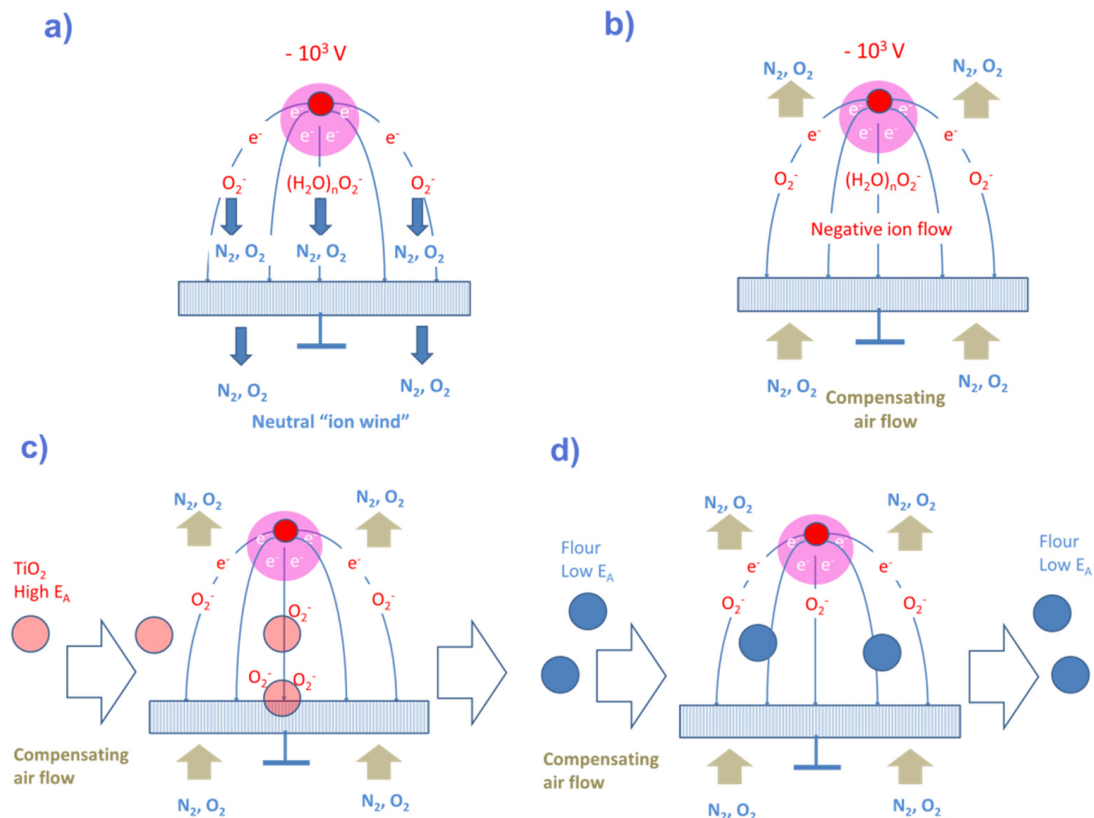 a)
- 10³ V
e⁻ e⁻
e⁻ e⁻
e⁻ e⁻
O₂⁻ (H₂O)ₙO₂⁻ O₂⁻
N₂, O₂ N₂, O₂ N₂, O₂
N₂, O₂ N₂, O₂
Neutral “ion wind”
b)
- 10³ V
N₂, O₂ N₂, O₂
e⁻ e
e⁻ e⁻
O₂⁻ (H₂O)ₙO₂⁻ O₂⁻
Negative ion flow
N₂, O₂ N₂, O₂
Compensating
air flow
c)
N₂, O₂ N₂, O₂
e e
e⁻ e⁻
e⁻ e⁻
TiO₂
High E_A
O₂⁻ O₂⁻ O₂⁻
O₂⁻ O₂⁻
Compensating
air flow
N₂, O₂ N₂, O₂
d)
N₂, O₂ N₂, O₂
Flour
Low E_A
e e
e⁻ e⁻
e⁻ e⁻
O₂⁻ O₂⁻ O₂⁻
Flour
Low E_A
Compensating
air flow
N₂, O₂ N₂, O₂